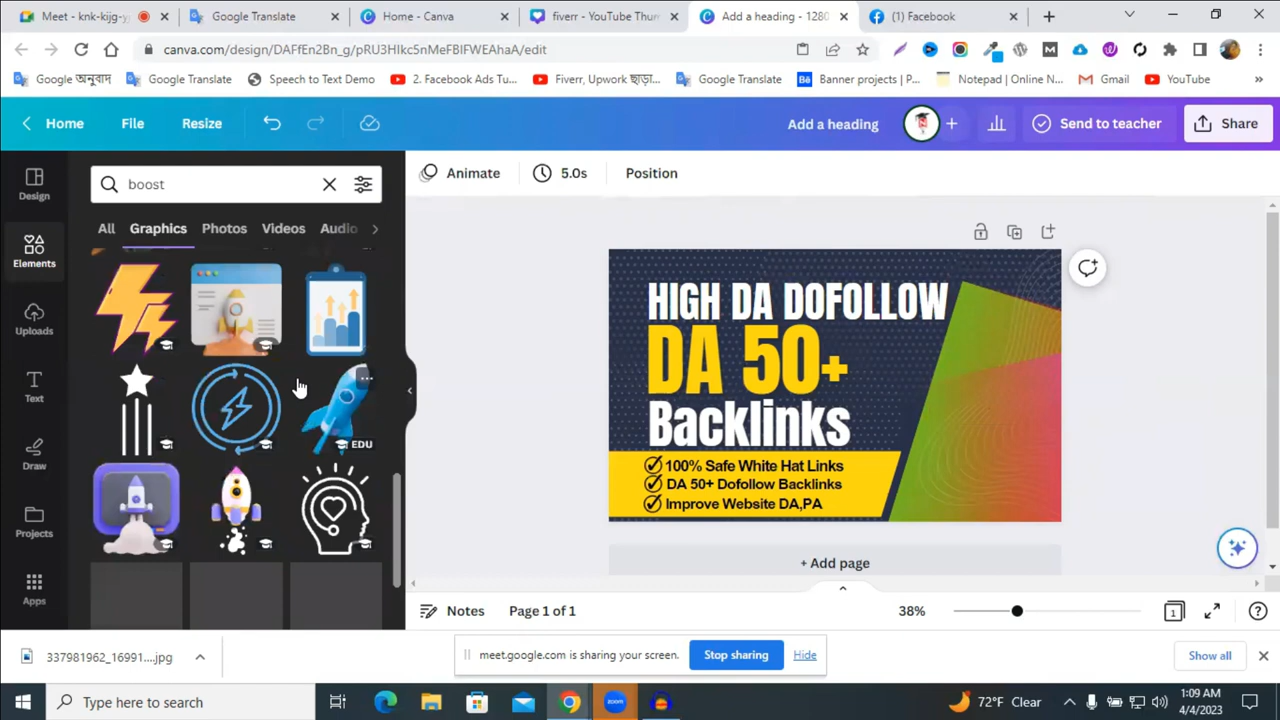 Meet - knk-kijg-y
Google Translate
Home - Canva
fiverr - YouTube Thum
Add a heading - 1280
(1) Facebook
canva.com/design/DAFfEn2Bn_g/pRU3HIkc5nMeFBlFWEAhaA/edit
Google অনুবাদ
Google Translate
Speech to Text Demo
2. Facebook Ads Tu...
Fiverr, Upwork ছাড়া...
Google Translate
Banner projects | P...
Notepad | Online N...
Gmail
YouTube
Home
File
Resize
Add a heading
Send to teacher
Share
Design
Elements
Uploads
Text
Draw
Projects
Apps
boost
All
Graphics
Photos
Videos
Audio
EDU
Animate
5.0s
Position
HIGH DA DOFOLLOW
DA 50+
Backlinks
100% Safe White Hat Links
DA 50+ Dofollow Backlinks
Improve Website DA,PA
+ Add page
Notes
Page 1 of 1
38%
1
337981962_16991....jpg
meet.google.com is sharing your screen.
Stop sharing
Hide
Show all
Type here to search
zoom
72°F Clear
1:09 AM
4/4/2023